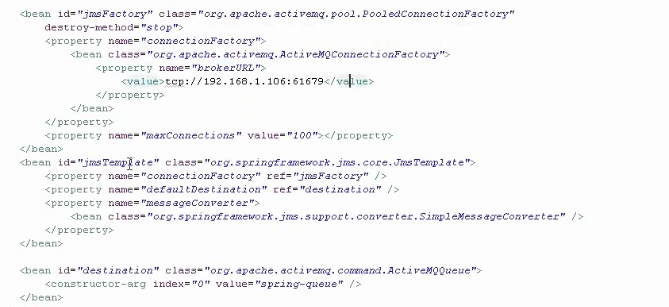 <bean id="jmsFactory" class="org.apache.activemq.pool.PooledConnectionFactory"
destroy-method="stop">
<property name="connectionFactory">
<bean class="org.apache.activemq.ActiveMQConnectionFactory">
<property name="brokerURL">
<value>tcp://192.168.1.106:61679</value>
</property>
</bean>
</property>
<property name="maxConnections" value="100"></property>
</bean>
<bean id="jmsTemplate" class="org.springframework.jms.core.JmsTemplate">
<property name="connectionFactory" ref="jmsFactory" />
<property name="defaultDestination" ref="destination" />
<property name="messageConverter">
<bean class="org.springframework.jms.support.converter.SimpleMessageConverter" />
</property>
</bean>
<bean id="destination" class="org.apache.activemq.command.ActiveMQQueue">
<constructor-arg index="0" value="spring-queue" />
</bean>